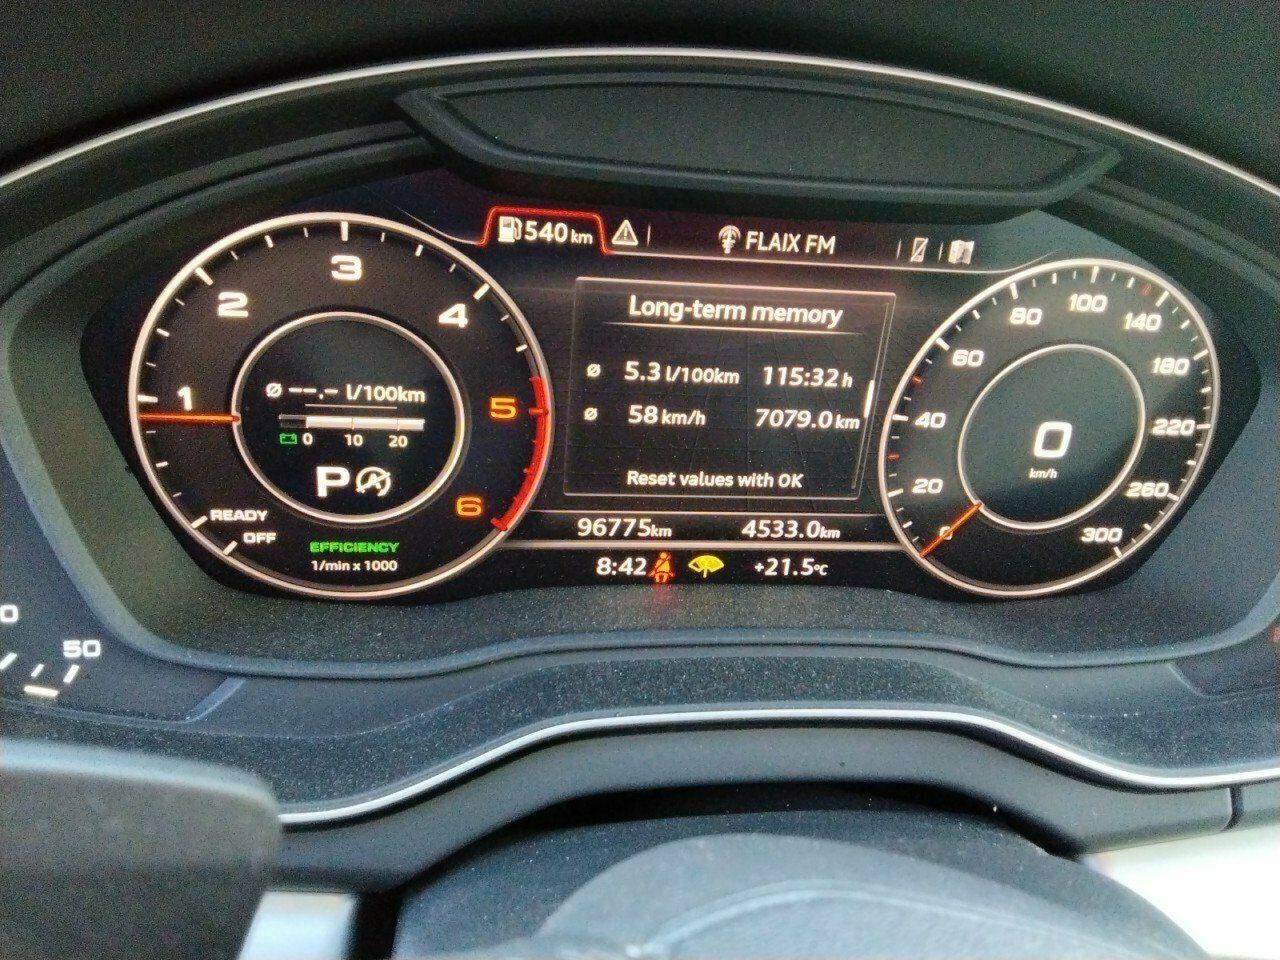 540 km
FLAIX FM
Long-term memory
ø 5.3 l/100km 115:32 h
ø 58 km/h 7079.0 km
Reset values with OK
96775km 4533.0km
8:42 +21.5°C
1
2
3
4
5
6
ø --.- l/100km
0 10 20
P
READY
OFF
EFFICIENCY
1/min x 1000
0
20
40
60
80
100
140
180
220
260
300
0
km/h
50